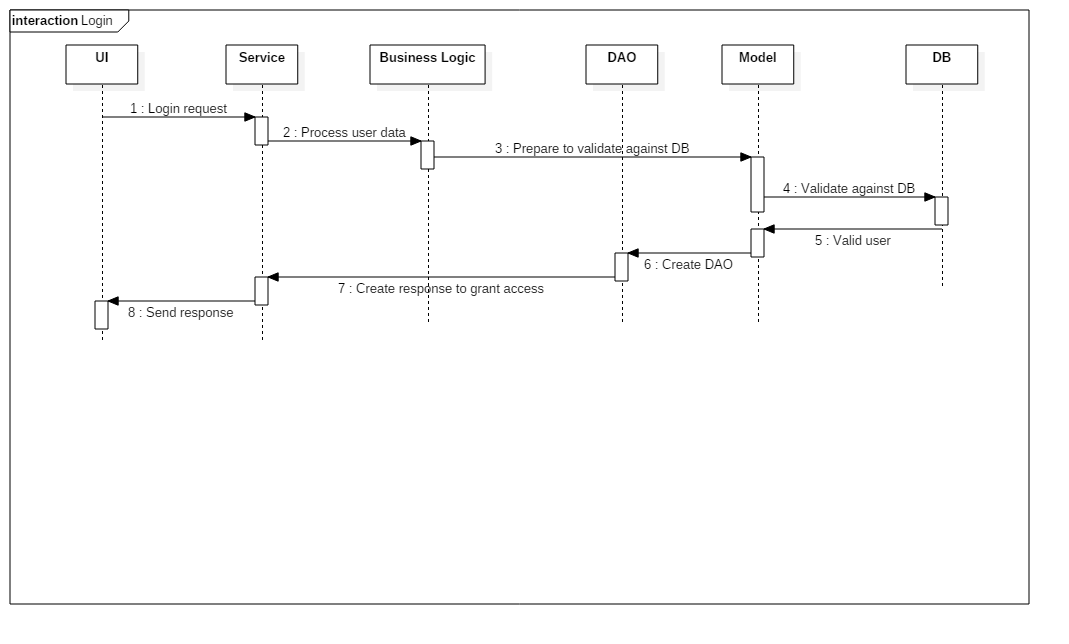 interaction Login
UI
Service
Business Logic
DAO
Model
DB
1 : Login request
2 : Process user data
3 : Prepare to validate against DB
4 : Validate against DB
5 : Valid user
6 : Create DAO
7 : Create response to grant access
8 : Send response